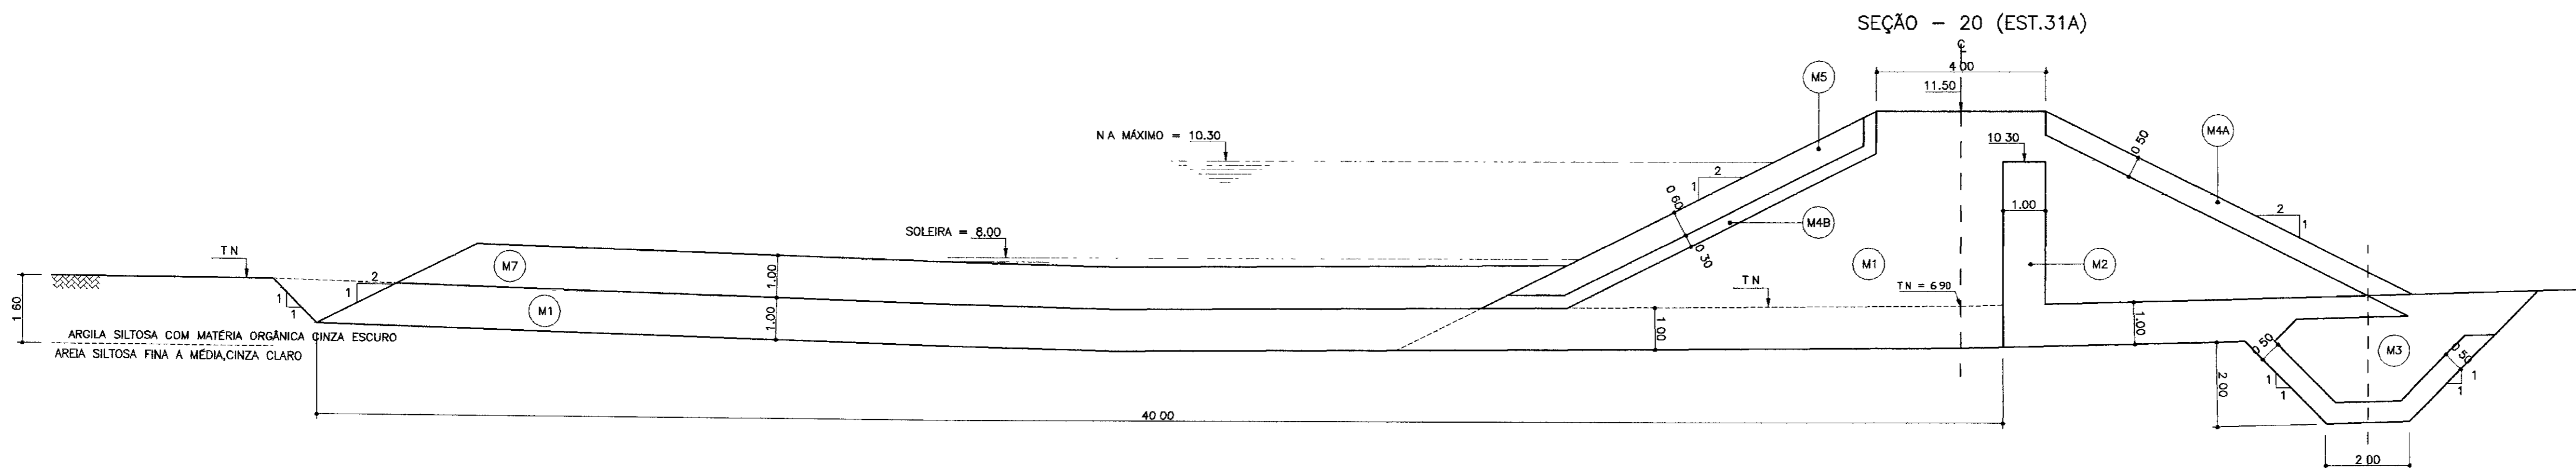 SEÇÃO - 20 (EST.31A)
℄
4 00
11.50
M5
N A MÁXIMO = 10.30
10 30
0 50
M4A
2
1
0 60
M4B
0 30
1.00
2
1
SOLEIRA = 8.00
T N
M7
1.00
M1
M2
T N
TN = 6 90
2
1
1
1
1 60
M1
1.00
1 00
1.00
ARGILA SILTOSA COM MATÉRIA ORGÂNICA CINZA ESCURO
AREIA SILTOSA FINA A MÉDIA,CINZA CLARO
0 50
M3
0 50
1
1
1
1
2 00
40 00
2 00